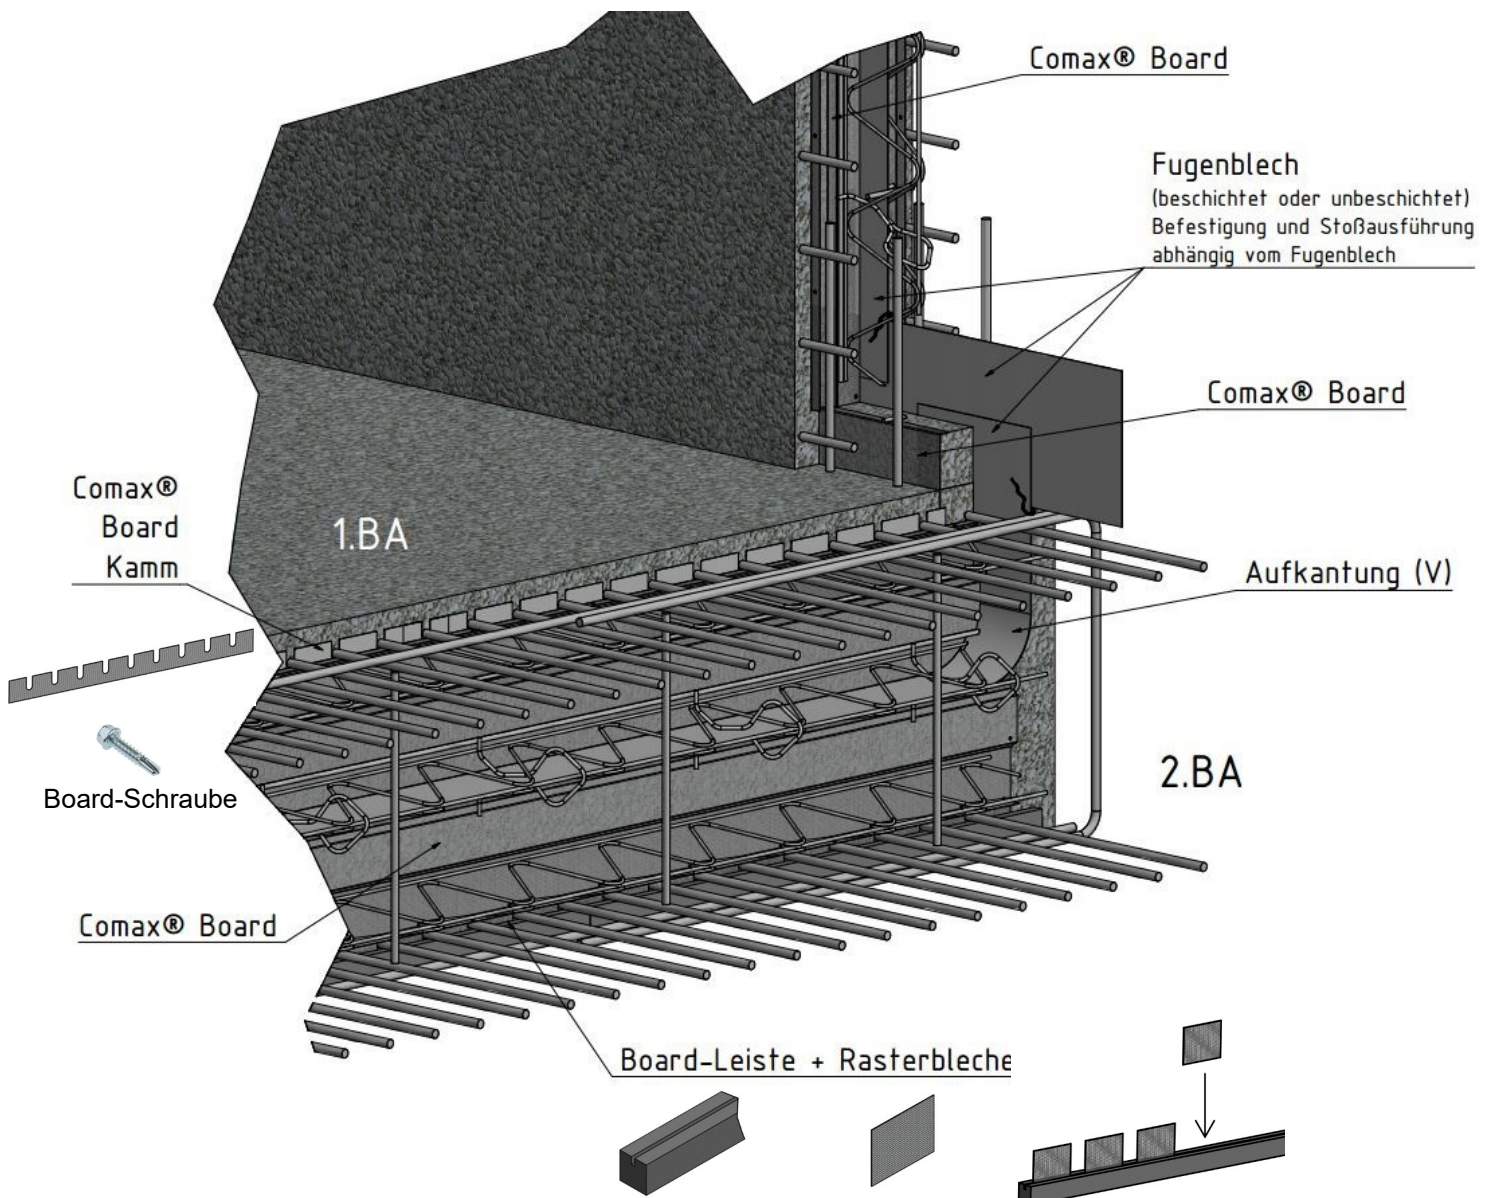 Comax® Board
Fugenblech
(beschichtet oder unbeschichtet)
Befestigung und Stoßausführung
abhängig vom Fugenblech
Comax® Board
Comax®
Board
Kamm
1.BA
Aufkantung (V)
Board-Schraube
2.BA
Comax® Board
Board-Leiste + Rasterbleche